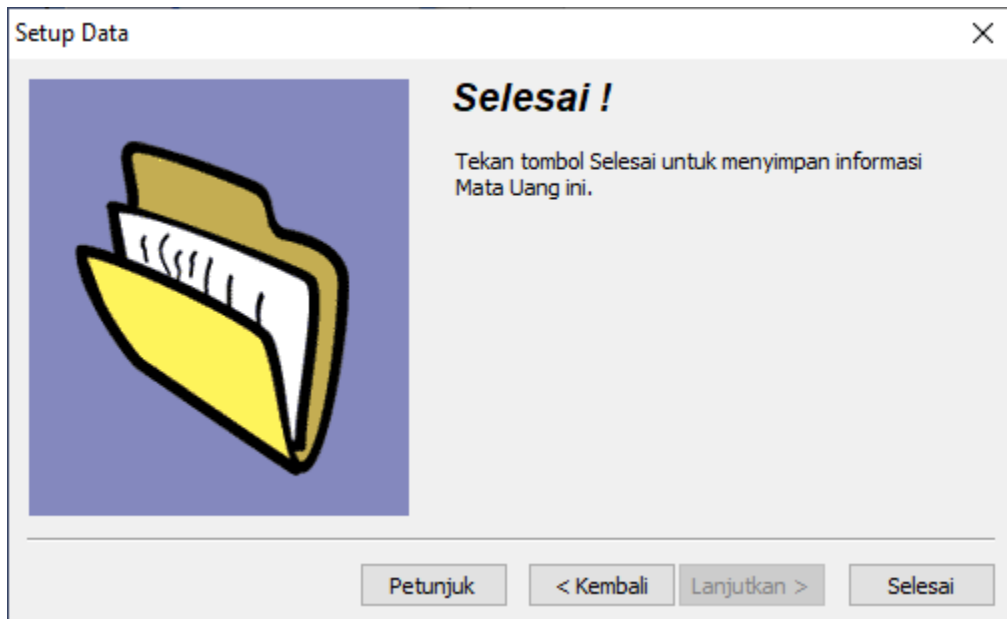 Setup Data
Selesai !
Tekan tombol Selesai untuk menyimpan informasi
Mata Uang ini.
Petunjuk
< Kembali
Lanjutkan >
Selesai